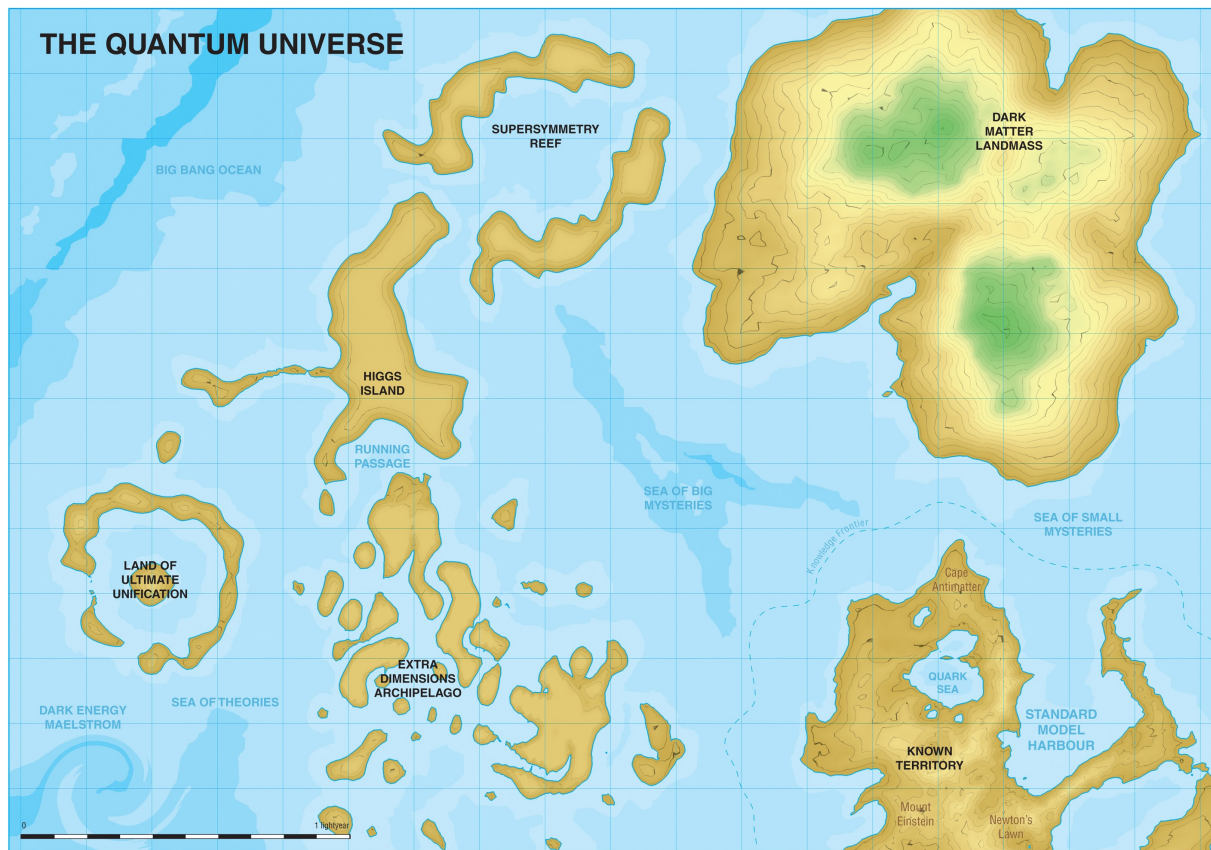 THE QUANTUM UNIVERSE
SUPERSYMMETRY
REEF
DARK
MATTER
LANDMASS
BIG BANG OCEAN
HIGGS
ISLAND
RUNNING
PASSAGE
SEA OF BIG
MYSTERIES
SEA OF SMALL
MYSTERIES
Knowledge Frontier
LAND OF
ULTIMATE
UNIFICATION
Cape
Antimatter
EXTRA
DIMENSIONS
ARCHIPELAGO
QUARK
SEA
DARK ENERGY
MAELSTROM
SEA OF THEORIES
STANDARD
MODEL
HARBOUR
KNOWN
TERRITORY
Mount
Einstein
Newton's
Lawn
0 1 lightyear